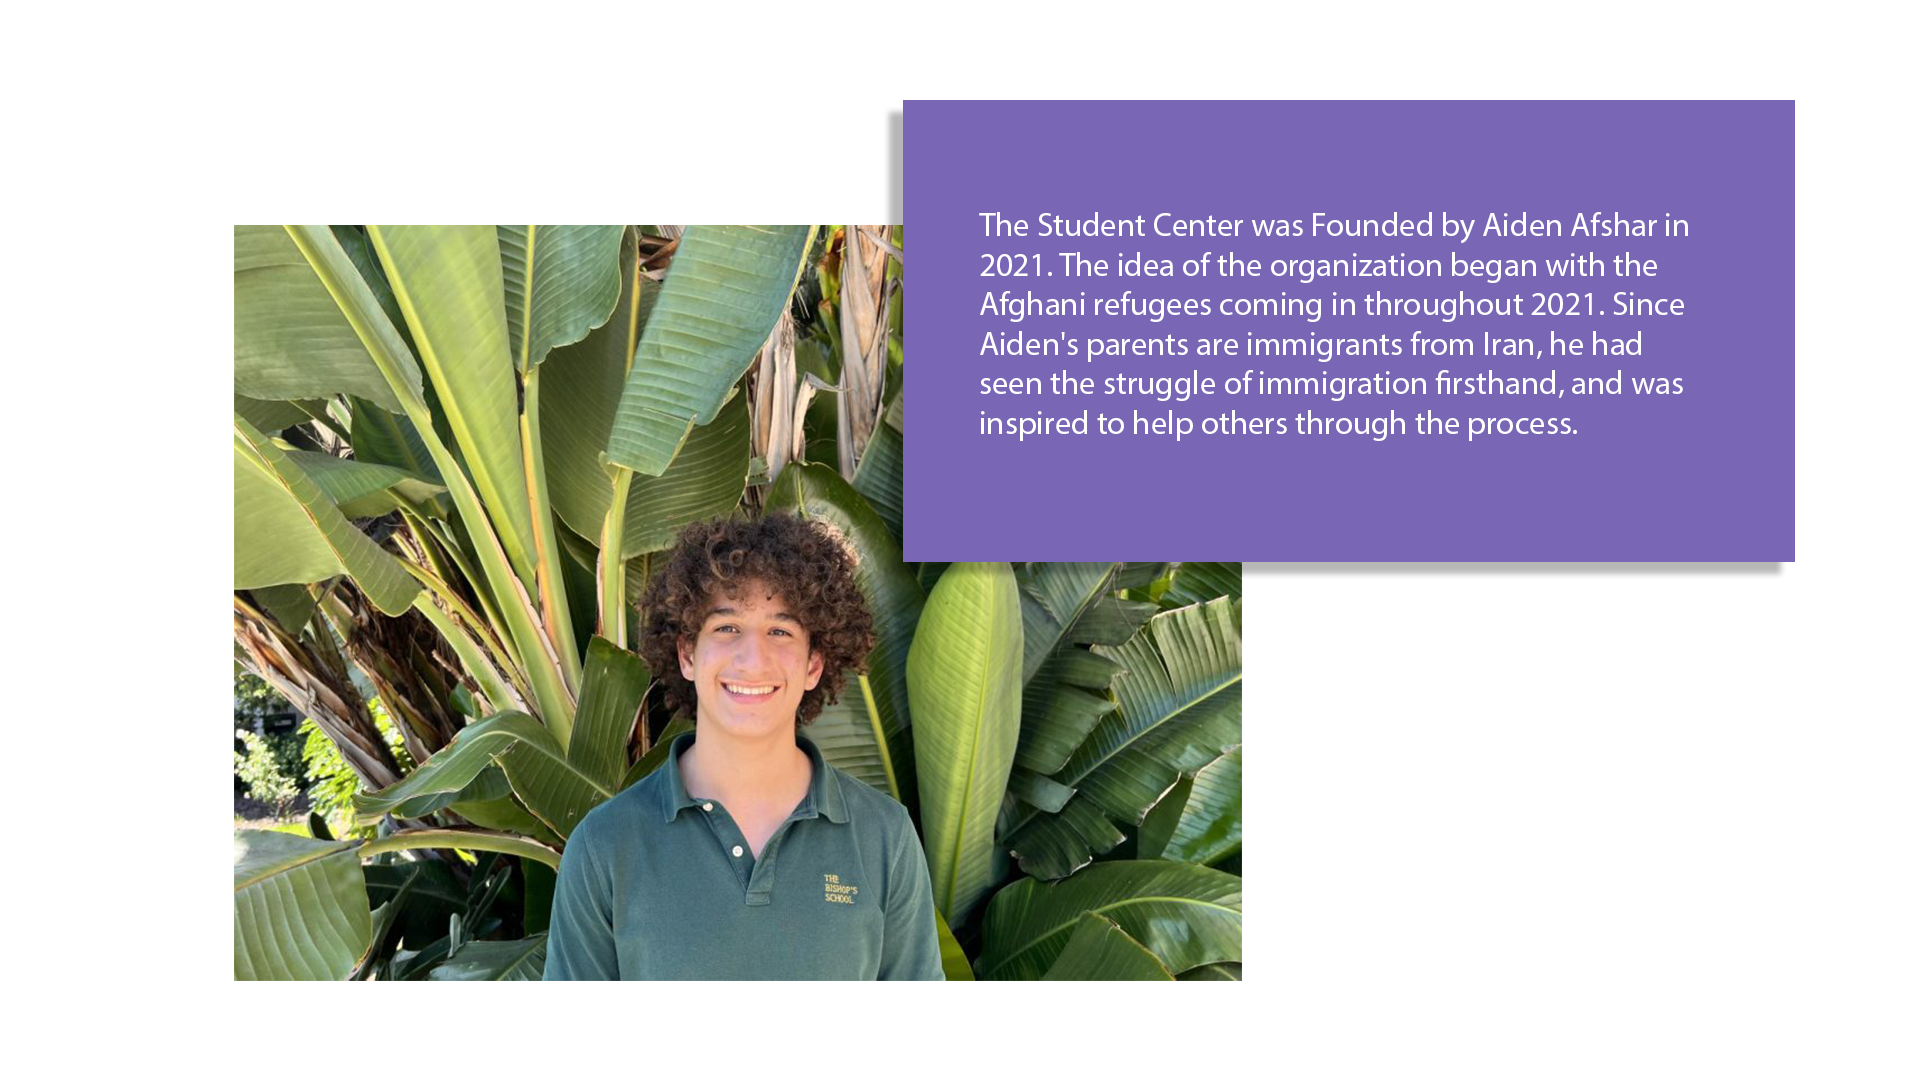 The Student Center was Founded by Aiden Afshar in
2021. The idea of the organization began with the
Afghani refugees coming in throughout 2021. Since
Aiden's parents are immigrants from Iran, he had
seen the struggle of immigration firsthand, and was
inspired to help others through the process.
THE
BISHOP'S
SCHOOL